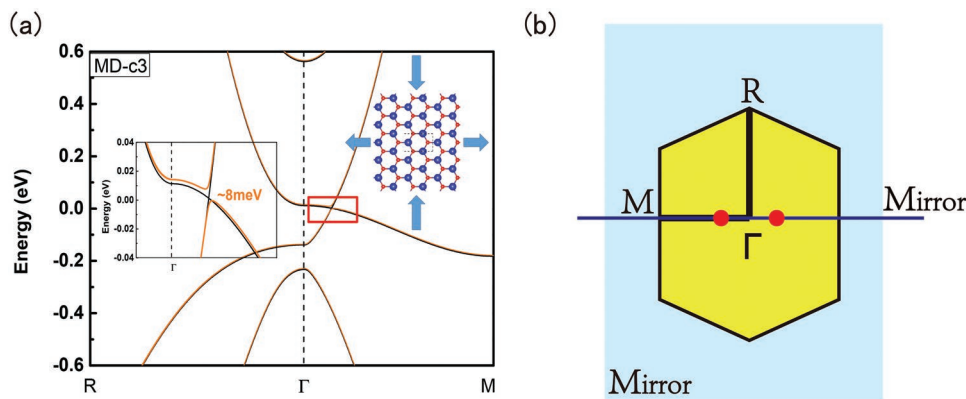 (a)
MD-c3
Energy (eV)
0.6
0.4
0.2
0.0
-0.2
-0.4
-0.6
R
Γ
M
Energy (eV)
0.04
0.02
0.00
-0.02
-0.04
Γ
~8meV
(b)
R
M
Γ
Mirror
Mirror